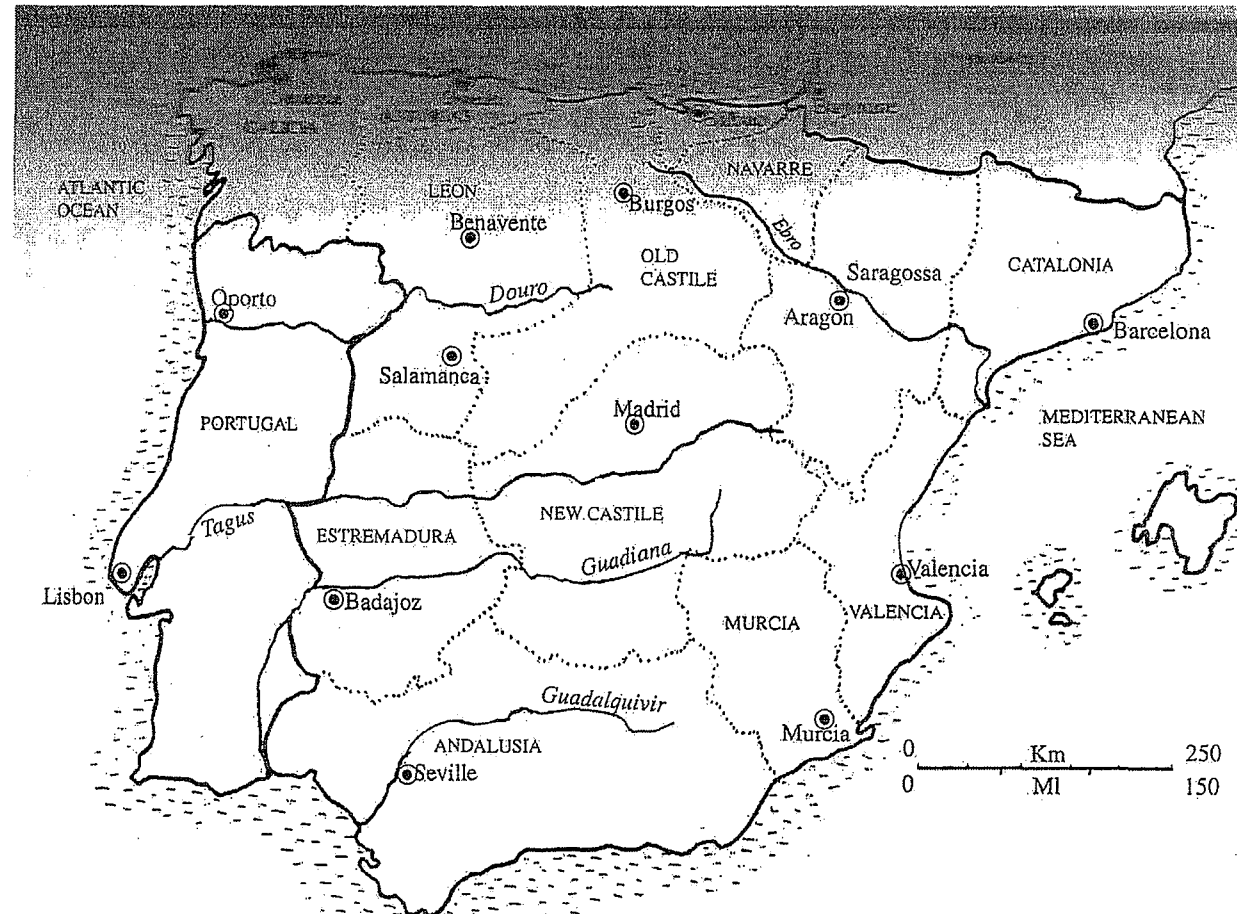 GALICIA
ATLANTIC
OCEAN
LEON
NAVARRE
Benavente
Burgos
Ebro
OLD
CASTILE
Saragossa
CATALONIA
Douro
Oporto
Aragon
Barcelona
Salamanca
Madrid
PORTUGAL
MEDITERRANEAN
SEA
Tagus
ESTREMADURA
NEW CASTILE
Guadiana
Lisbon
Badajoz
Valencia
MURCIA
VALENCIA
Guadalquivir
Murcia
ANDALUSIA
Seville
0 Km 250
0 MI 150